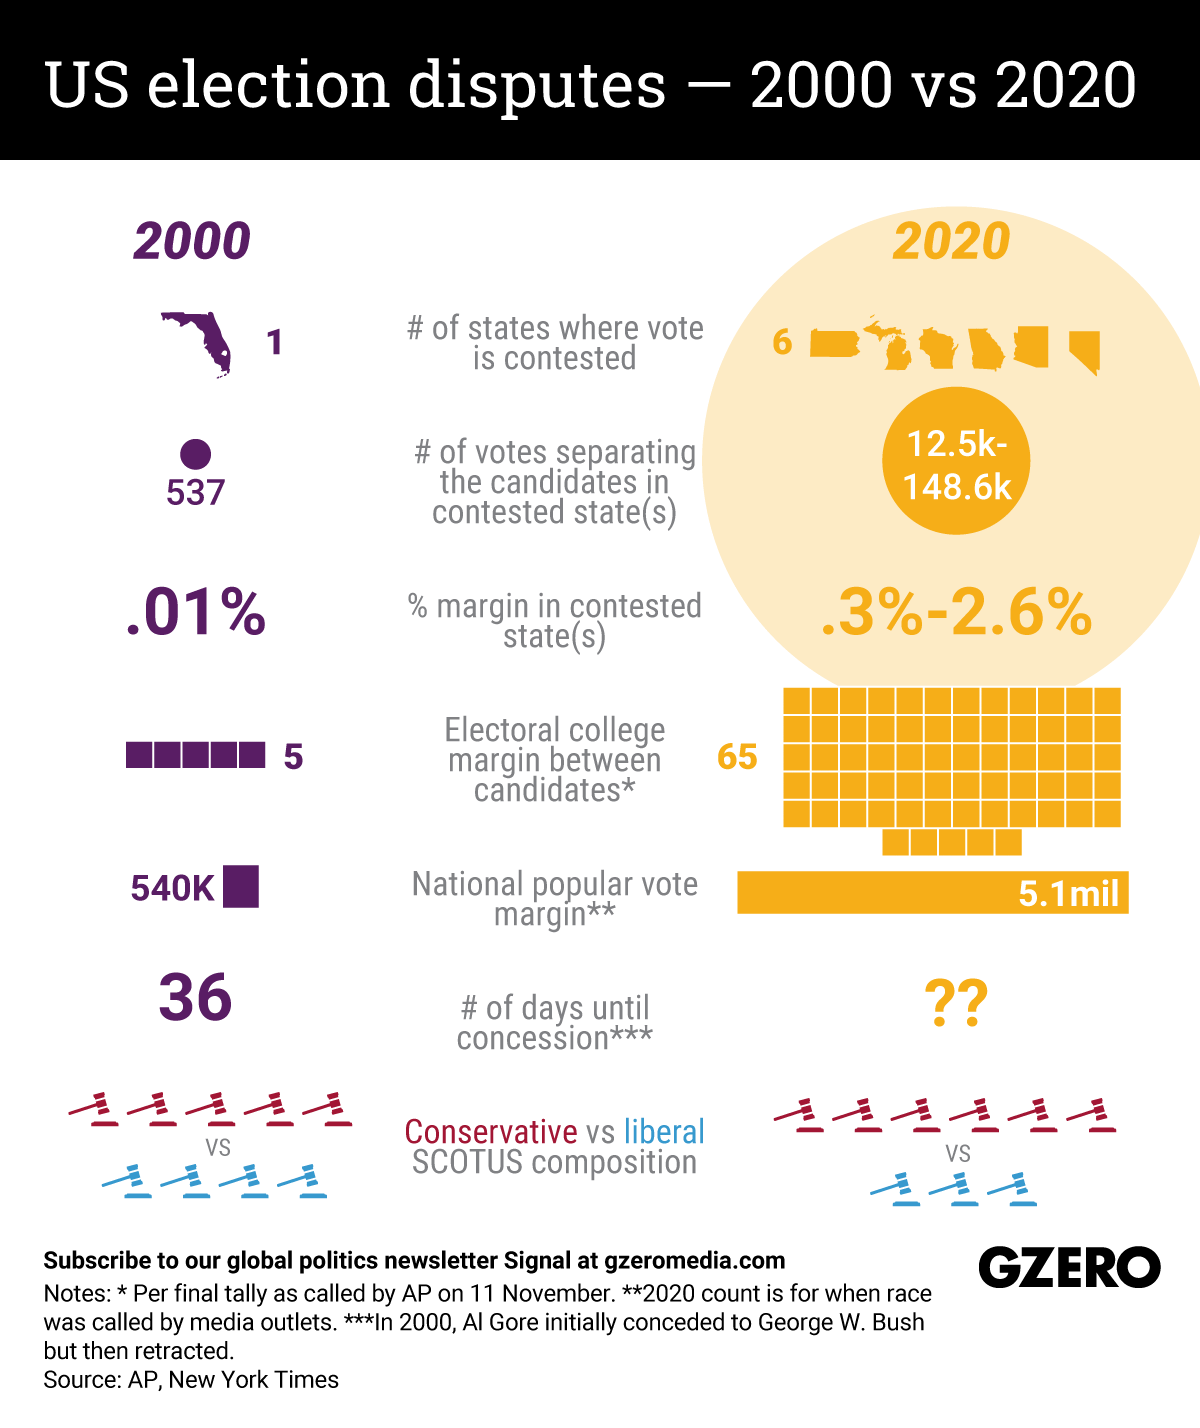 US election disputes — 2000 vs 2020
2000
2020
1
# of states where vote
is contested
6
537
# of votes separating
the candidates in
contested state(s)
12.5k-
148.6k
.01%
% margin in contested
state(s)
.3%-2.6%
5
Electoral college
margin between
candidates*
65
540K
National popular vote
margin**
5.1mil
36
# of days until
concession***
??
vs
Conservative vs liberal
SCOTUS composition
vs
Subscribe to our global politics newsletter Signal at gzeromedia.com
GZERO
Notes: * Per final tally as called by AP on 11 November. **2020 count is for when race
was called by media outlets. ***In 2000, Al Gore initially conceded to George W. Bush
but then retracted.
Source: AP, New York Times